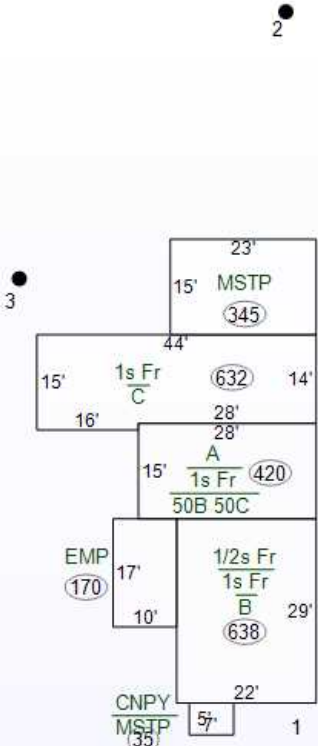 2
3
23'
15' MSTP
345
44'
15' 1s Fr 632 14'
C
16' 28'
28'
A
15' 1s Fr 420
50B 50C
EMP 17' 1/2s Fr
170 1s Fr 29'
10' B
638
22'
CNPY 5'
MSTP 7' 1
35